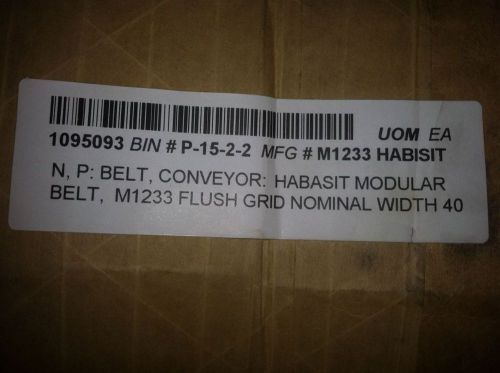 UOM EA
1095093 BIN # P-15-2-2 MFG # M1233 HABISIT
N, P: BELT, CONVEYOR: HABASIT MODULAR
BELT, M1233 FLUSH GRID NOMINAL WIDTH 40